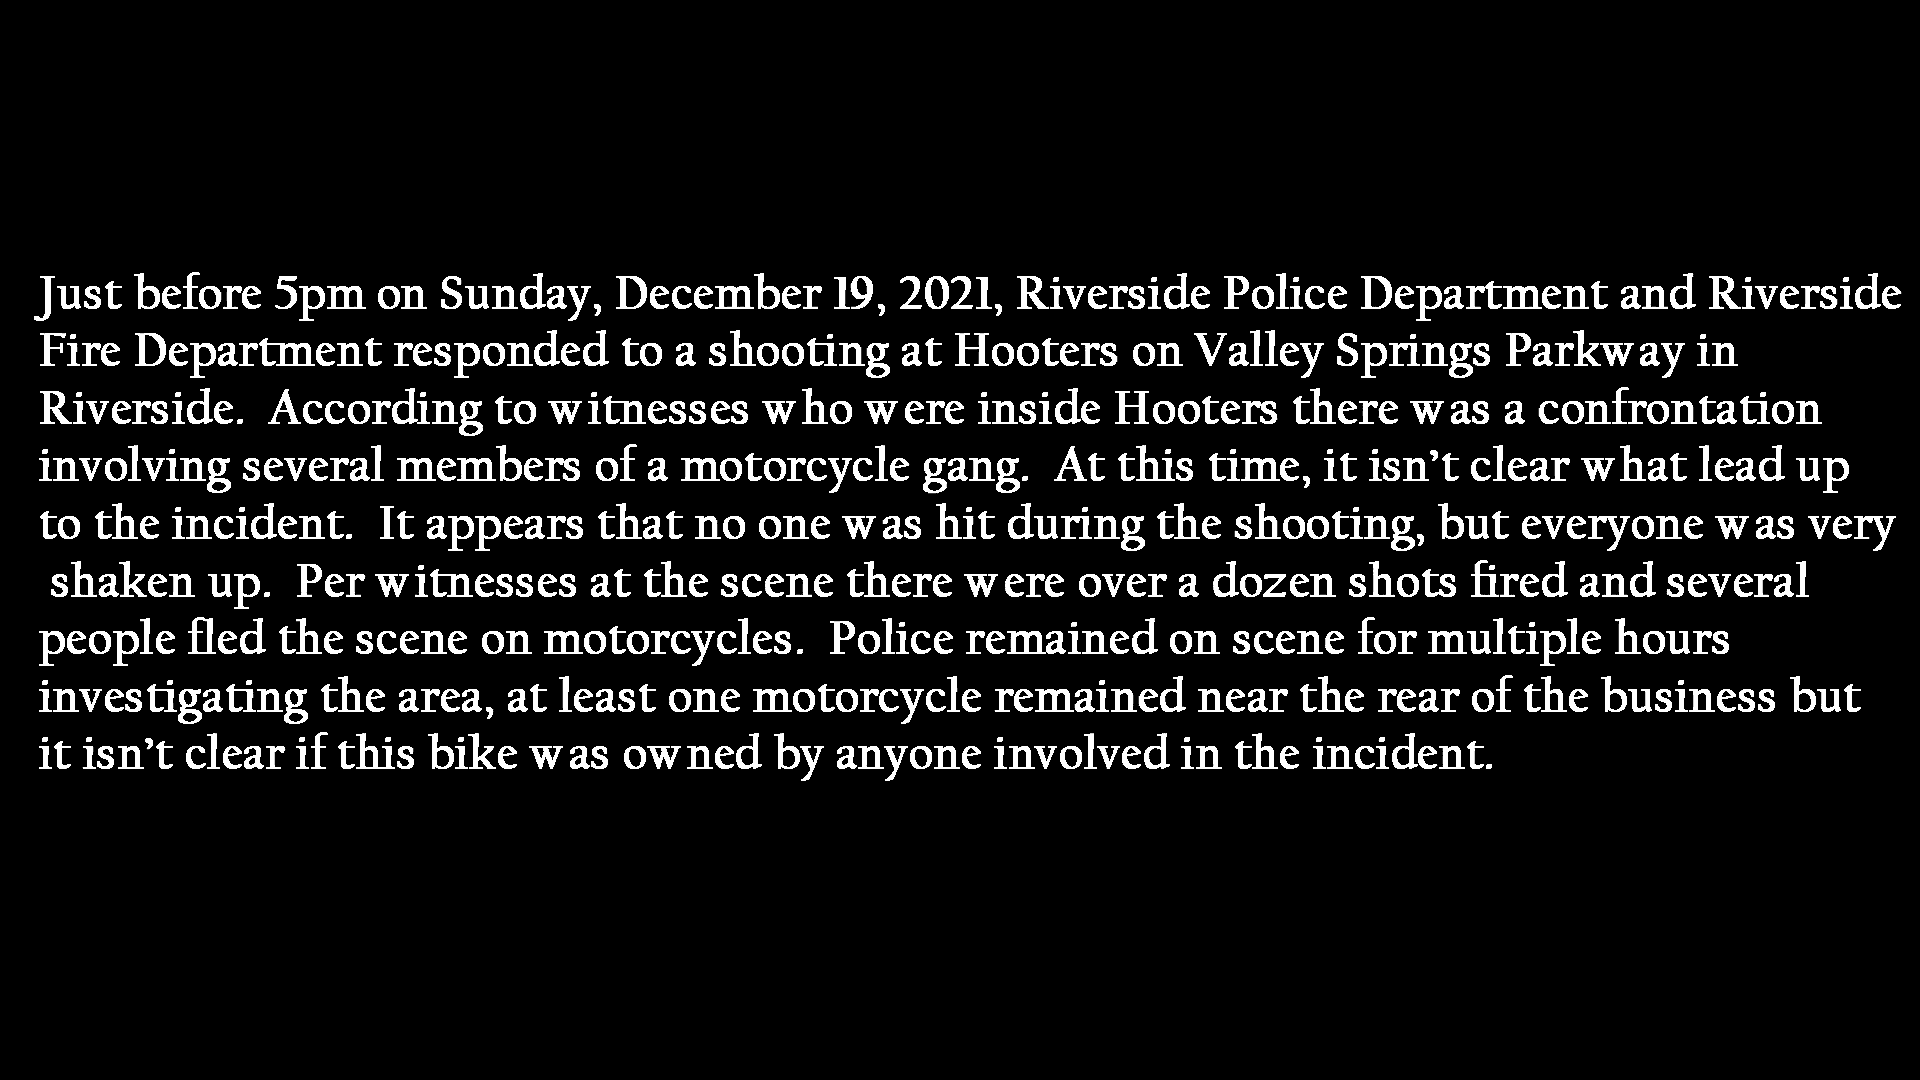 Just before 5pm on Sunday, December 19, 2021, Riverside Police Department and Riverside
Fire Department responded to a shooting at Hooters on Valley Springs Parkway in
Riverside.  According to witnesses who were inside Hooters there was a confrontation
involving several members of a motorcycle gang.  At this time, it isn’t clear what lead up
to the incident.  It appears that no one was hit during the shooting, but everyone was very
shaken up.  Per witnesses at the scene there were over a dozen shots fired and several
people fled the scene on motorcycles.  Police remained on scene for multiple hours
investigating the area, at least one motorcycle remained near the rear of the business but
it isn’t clear if this bike was owned by anyone involved in the incident.